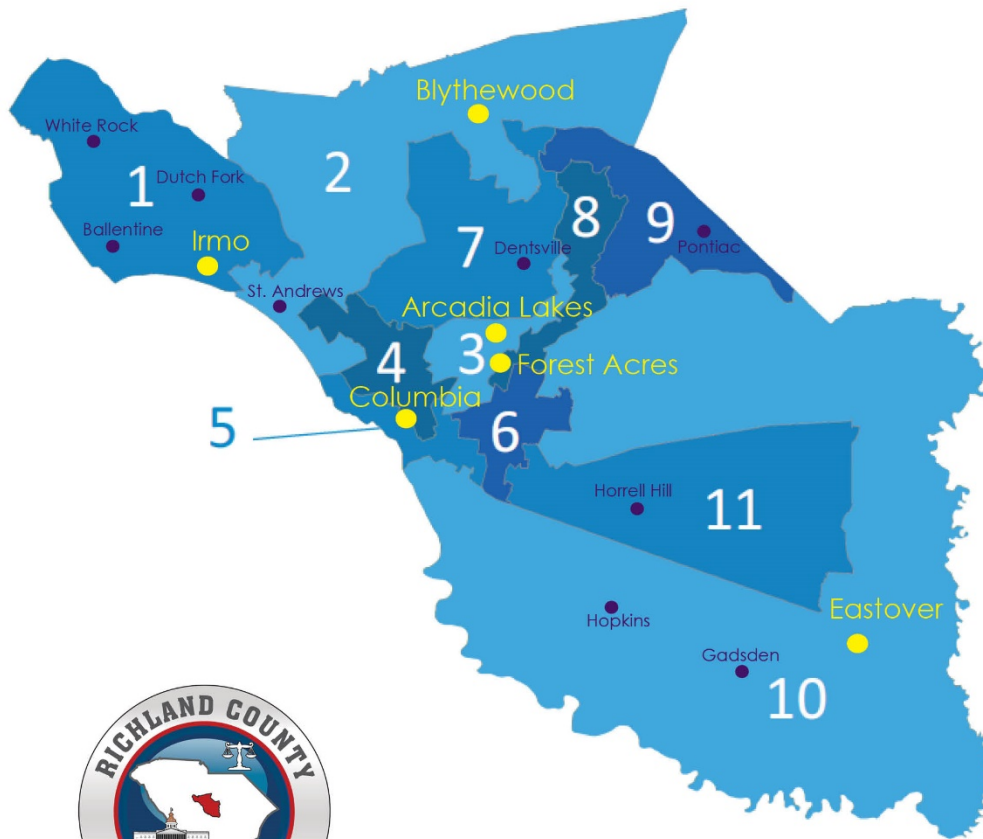 Blythewood
White Rock
1
Dutch Fork
2
8
9
Ballentine
Irmo
7
Dentsville
Pontiac
St. Andrews
Arcadia Lakes
4
3
Forest Acres
Columbia
5
6
Horrell Hill
11
Hopkins
Eastover
Gadsden
10
RICHLAND COUNTY